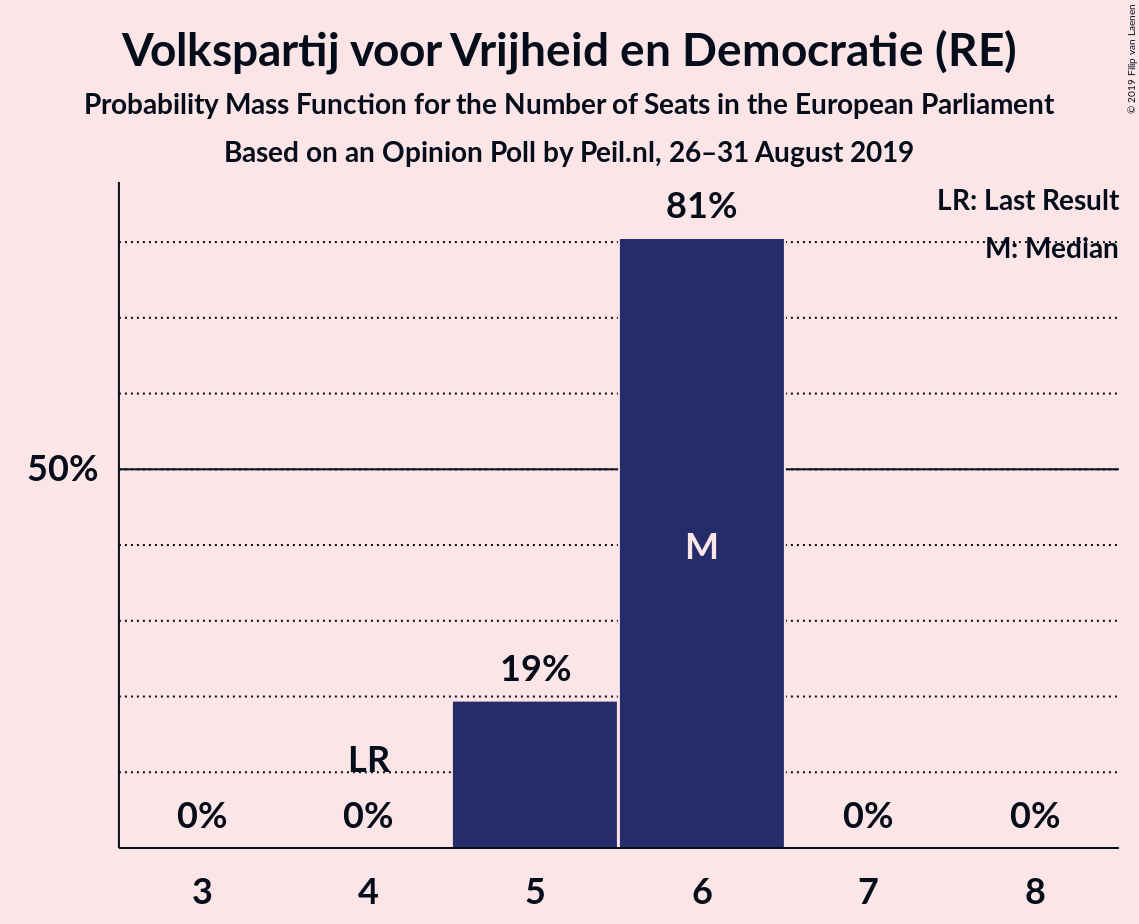 Volkspartij voor Vrijheid en Democratie (RE)
Probability Mass Function for the Number of Seats in the European Parliament
Based on an Opinion Poll by Peil.nl, 26–31 August 2019
© 2019 Filip van Laenen
LR: Last Result
M: Median
81%
50%
M
19%
LR
0% 0% 0% 0%
3 4 5 6 7 8